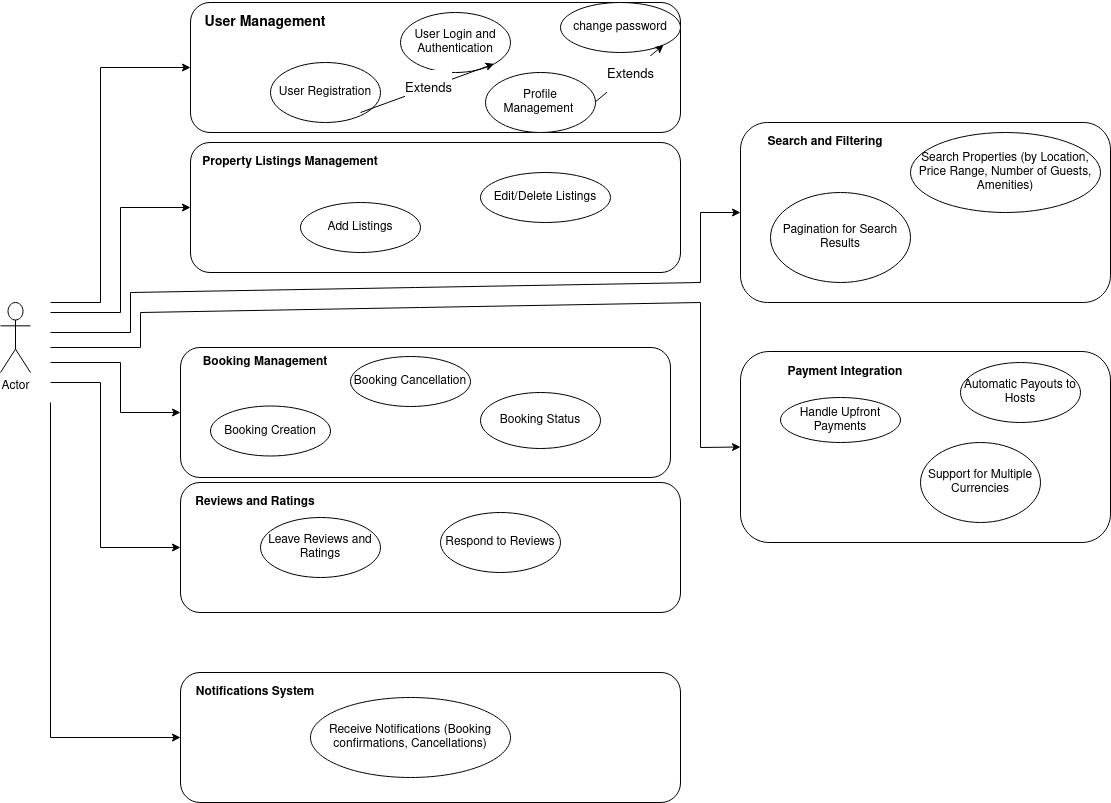 User Management
User Login and
Authentication
change password
User Registration
Extends
Profile
Management
Extends
Property Listings Management
Add Listings
Edit/Delete Listings
Search and Filtering
Search Properties (by Location,
Price Range, Number of Guests,
Amenities)
Pagination for Search
Results
Actor
Booking Management
Booking Cancellation
Booking Creation
Booking Status
Payment Integration
Automatic Payouts to
Hosts
Handle Upfront
Payments
Support for Multiple
Currencies
Reviews and Ratings
Leave Reviews and
Ratings
Respond to Reviews
Notifications System
Receive Notifications (Booking
confirmations, Cancellations)